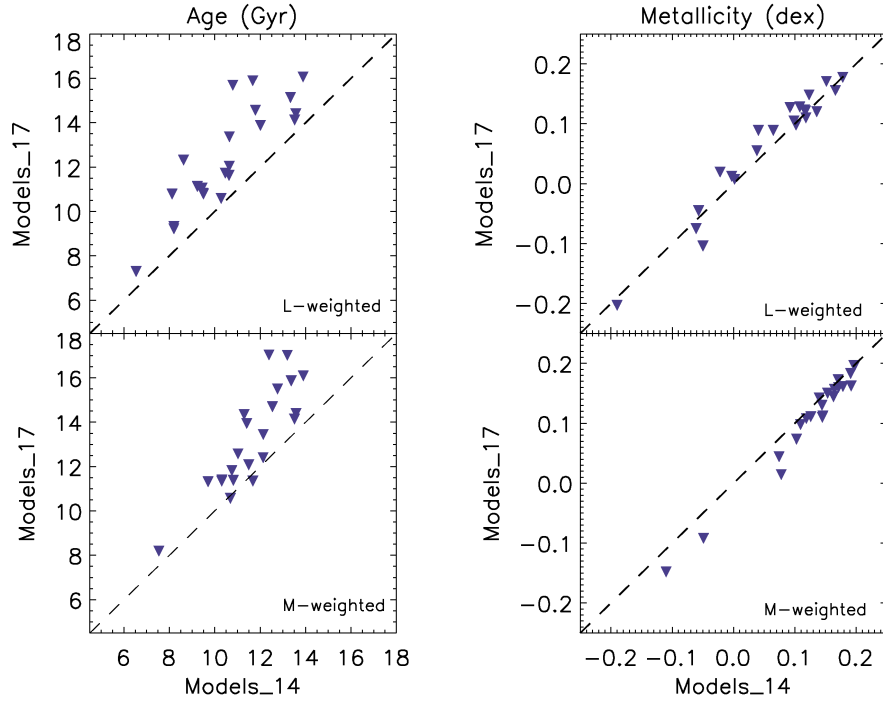 Age (Gyr)
Metallicity (dex)
18
16
14
12
10
8
6
Models_17
L-weighted
0.2
0.1
0.0
-0.1
-0.2
Models_17
L-weighted
18
16
14
12
10
8
6
Models_17
M-weighted
0.2
0.1
0.0
-0.1
-0.2
Models_17
M-weighted
6 8 10 12 14 16 18
Models_14
-0.2 -0.1 0.0 0.1 0.2
Models_14